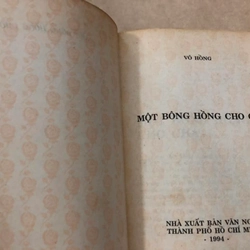 VÕ HỒNG
MỘT BÔNG HỒNG CHO
NHÀ XUẤT BẢN VĂN
THÀNH PHỐ HỒ CHÍ
- 1994 -